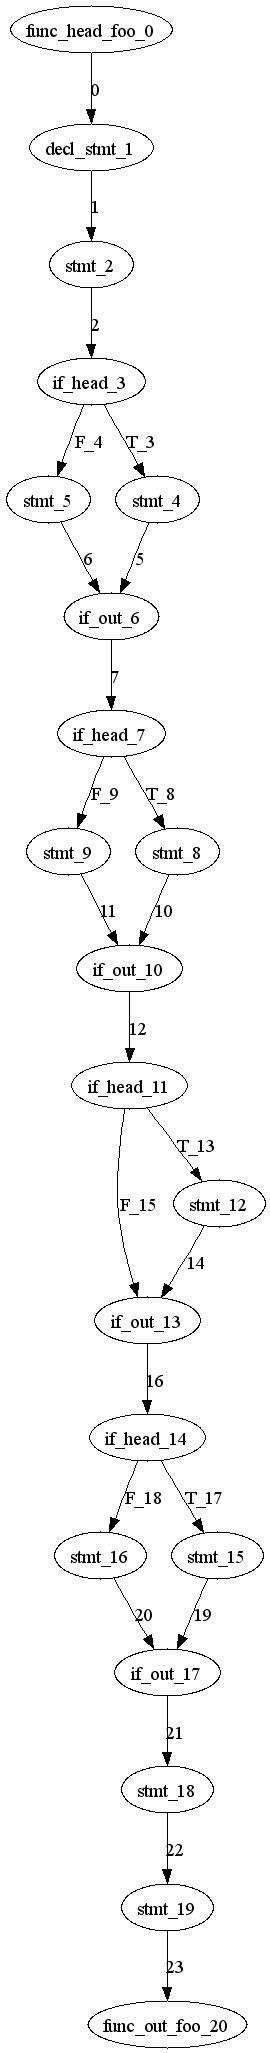 func_head_foo_0
0
decl_stmt_1
1
stmt_2
2
if_head_3
F_4 T_3
stmt_5 stmt_4
6 5
if_out_6
7
if_head_7
F_9 T_8
stmt_9 stmt_8
11 10
if_out_10
12
if_head_11
T_13
F_15 stmt_12
14
if_out_13
16
if_head_14
F_18 T_17
stmt_16 stmt_15
20 19
if_out_17
21
stmt_18
22
stmt_19
23
func_out_foo_20